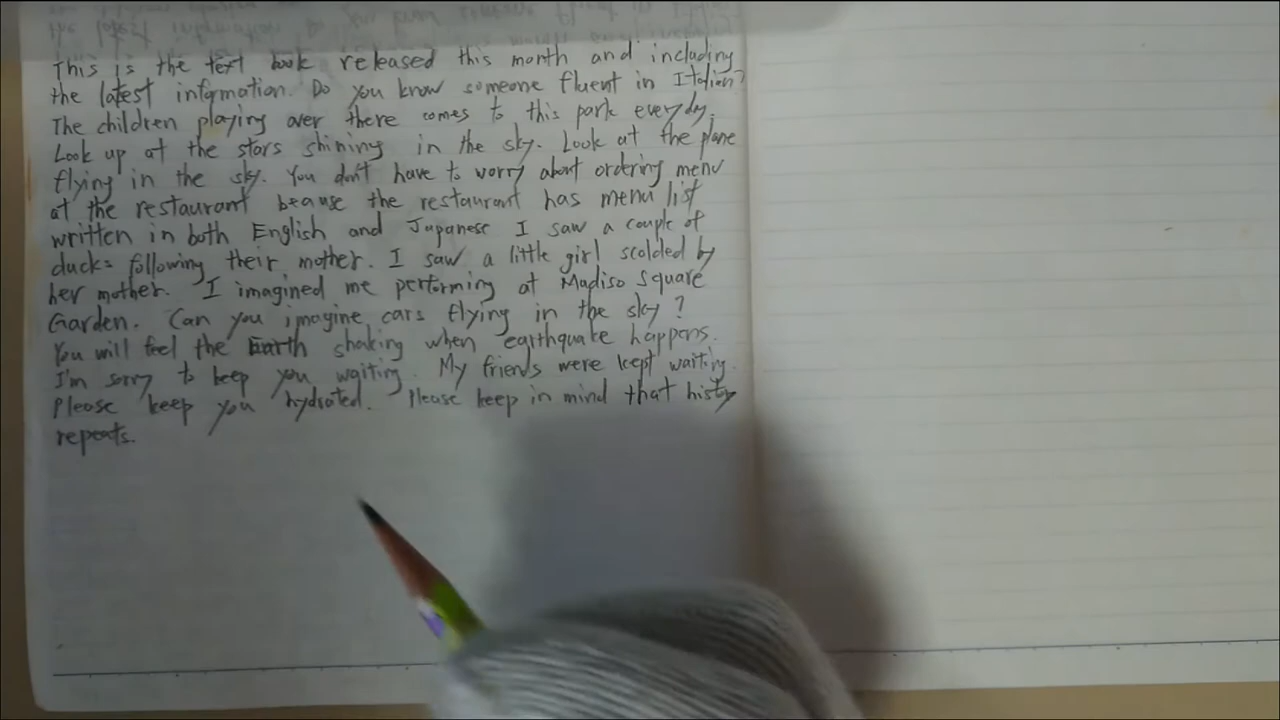 This is the text book released this month and including
the latest information. Do you know someone fluent in Italian?
The children playing over there comes to this park everyday.
Look up at the stars shining in the sky. Look at the plane
flying in the sky. You don't have to worry about ordering menu
at the restaurant beause the restaurant has menu list
written in both English and Japanese I saw a couple of
ducks following their mother. I saw a little girl scolded by
her mother. I imagined me performing at Madiso Square
Garden. Can you imagine cars flying in the sky?
You will feel the Earth shaking when earthquake happens.
I'm sorry to keep you waiting. My friends were kept waiting.
Please keep you hydrated. Please keep in mind that history
repeats.